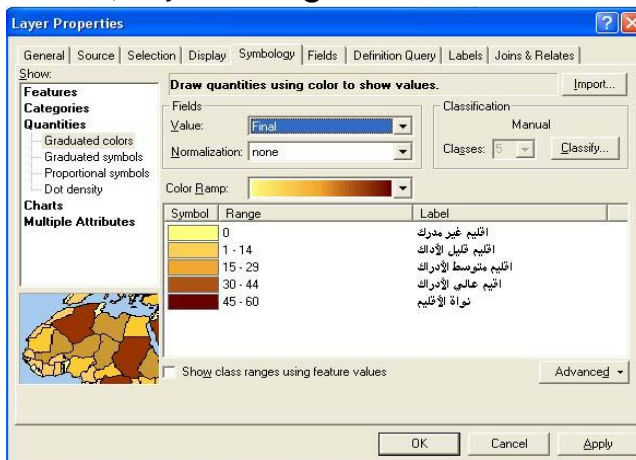 Layer Properties
General Source Selection Display Symbology Fields Definition Query Labels Joins & Relates
Show:
Features
Categories
Quantities
Graduated colors
Graduated symbols
Proportional symbols
Dot density
Charts
Multiple Attributes
Draw quantities using color to show values.
Import...
Fields
Value: Final
Normalization: none
Classification
Manual
Classes: 5 Classify...
Color Ramp:
Symbol Range Label
0 اقليم غير مدرك
1 - 14 اقليم قليل الأداك
15 - 29 اقليم متوسط الأدراك
30 - 44 اقيم عالي الأدراك
45 - 60 نواة الأقليم
Show class ranges using feature values
Advanced
OK Cancel Apply